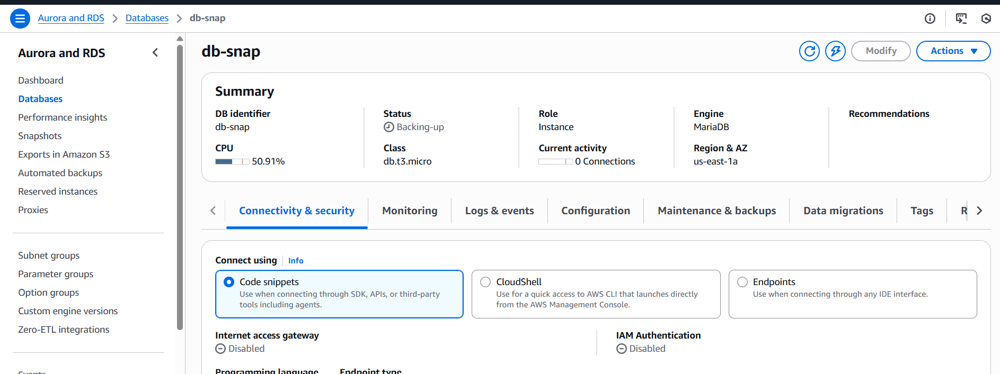 Aurora and RDS > Databases > db-snap
Aurora and RDS
Dashboard
Databases
Performance insights
Snapshots
Exports in Amazon S3
Automated backups
Reserved instances
Proxies
Subnet groups
Parameter groups
Option groups
Custom engine versions
Zero-ETL integrations
Events
db-snap
Modify
Actions
Summary
DB identifier
db-snap
Status
Backing-up
Role
Instance
Engine
MariaDB
Recommendations
CPU
50.91%
Class
db.t3.micro
Current activity
0 Connections
Region & AZ
us-east-1a
Connectivity & security
Monitoring
Logs & events
Configuration
Maintenance & backups
Data migrations
Tags
R
Connect using
Info
Code snippets
Use when connecting through SDK, APIs, or third-party
tools including agents.
CloudShell
Use for a quick access to AWS CLI that launches directly
from the AWS Management Console.
Endpoints
Use when connecting through any IDE interface.
Internet access gateway
Disabled
IAM Authentication
Disabled
Programming language
Endpoint type